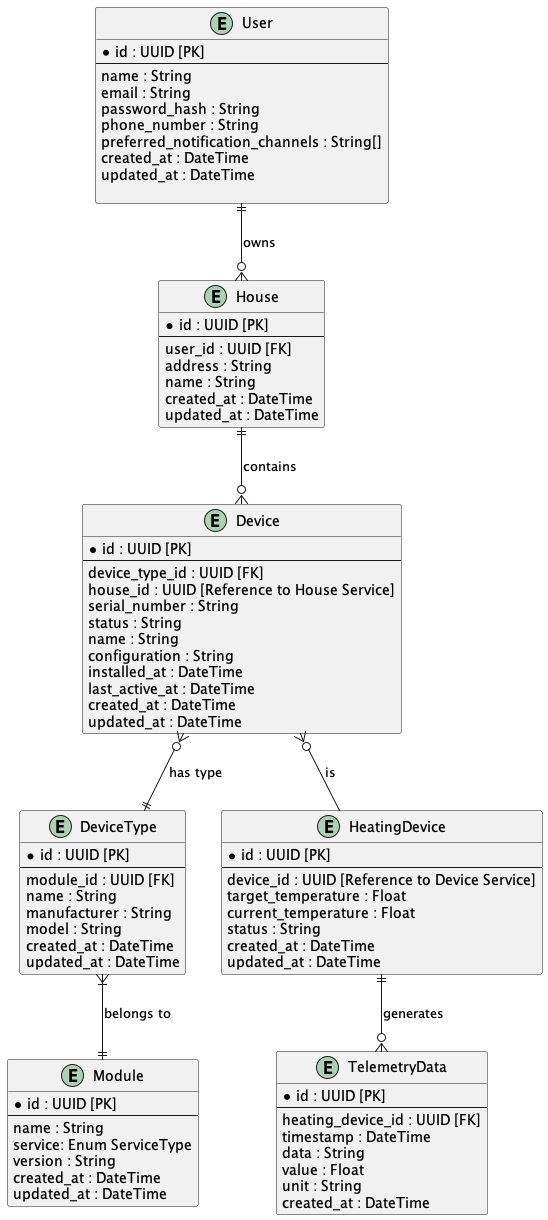 E User
* id : UUID [PK]
name : String
email : String
password_hash : String
phone_number : String
preferred_notification_channels : String[]
created_at : DateTime
updated_at : DateTime
owns
E House
* id : UUID [PK]
user_id : UUID [FK]
address : String
name : String
created_at : DateTime
updated_at : DateTime
contains
E Device
* id : UUID [PK]
device_type_id : UUID [FK]
house_id : UUID [Reference to House Service]
serial_number : String
status : String
name : String
configuration : String
installed_at : DateTime
last_active_at : DateTime
created_at : DateTime
updated_at : DateTime
has type
is
E DeviceType
* id : UUID [PK]
module_id : UUID [FK]
name : String
manufacturer : String
model : String
created_at : DateTime
updated_at : DateTime
E HeatingDevice
* id : UUID [PK]
device_id : UUID [Reference to Device Service]
target_temperature : Float
current_temperature : Float
status : String
created_at : DateTime
updated_at : DateTime
belongs to
generates
E Module
* id : UUID [PK]
name : String
service: Enum ServiceType
version : String
created_at : DateTime
updated_at : DateTime
E TelemetryData
* id : UUID [PK]
heating_device_id : UUID [FK]
timestamp : DateTime
data : String
value : Float
unit : String
created_at : DateTime